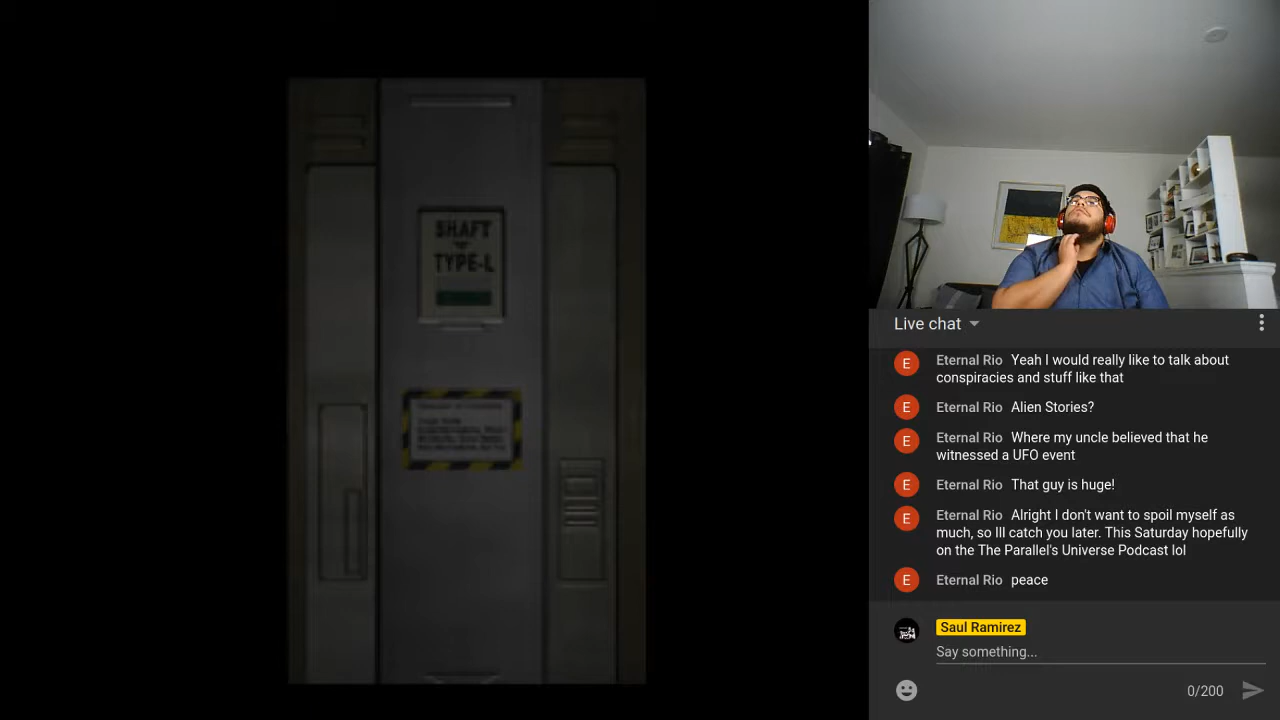 SHAFT
TYPE-L
Live chat
Eternal Rio Yeah I would really like to talk about
conspiracies and stuff like that
Eternal Rio Alien Stories?
Eternal Rio Where my uncle believed that he
witnessed a UFO event
Eternal Rio That guy is huge!
Eternal Rio Alright I don't want to spoil myself as
much, so Ill catch you later. This Saturday hopefully
on the The Parallel's Universe Podcast lol
Eternal Rio peace
Saul Ramirez
Say something...
0/200
E
E
E
E
E
E